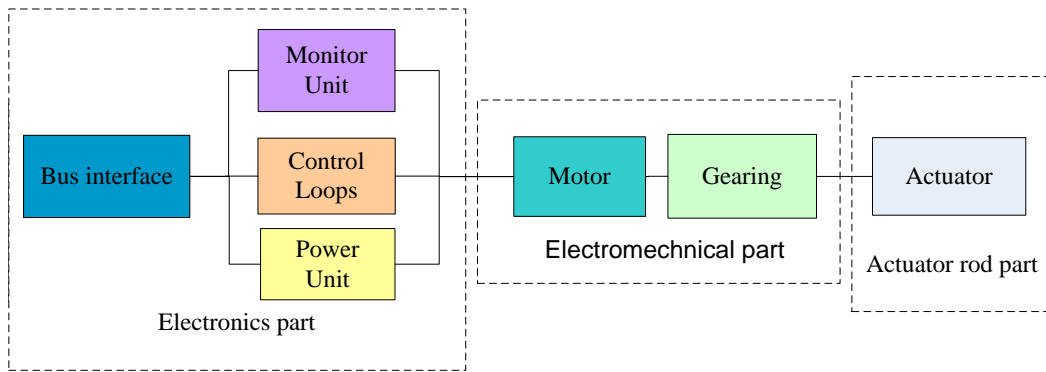 Monitor
Unit
Bus interface
Control
Loops
Power
Unit
Electronics part
Motor
Gearing
Electromechnical part
Actuator
Actuator rod part